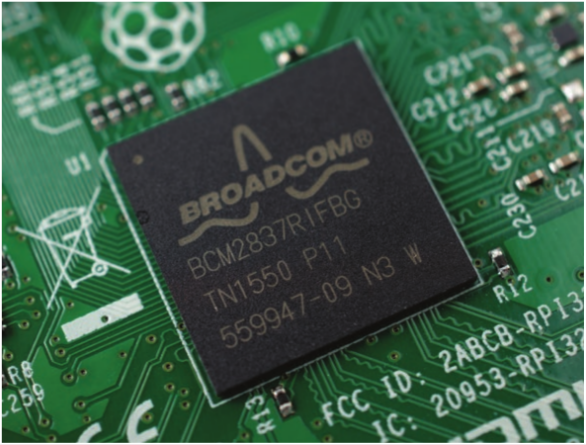 R10
U1
BROADCOM®
BCM2837RIFBG
TN1550 P11
559947-09 N3 W
C221
C212
C220
C219
C230
R12
R13
R8
C259
FCC ID: 2ABCB-RPI32
IC: 20953-RPI32